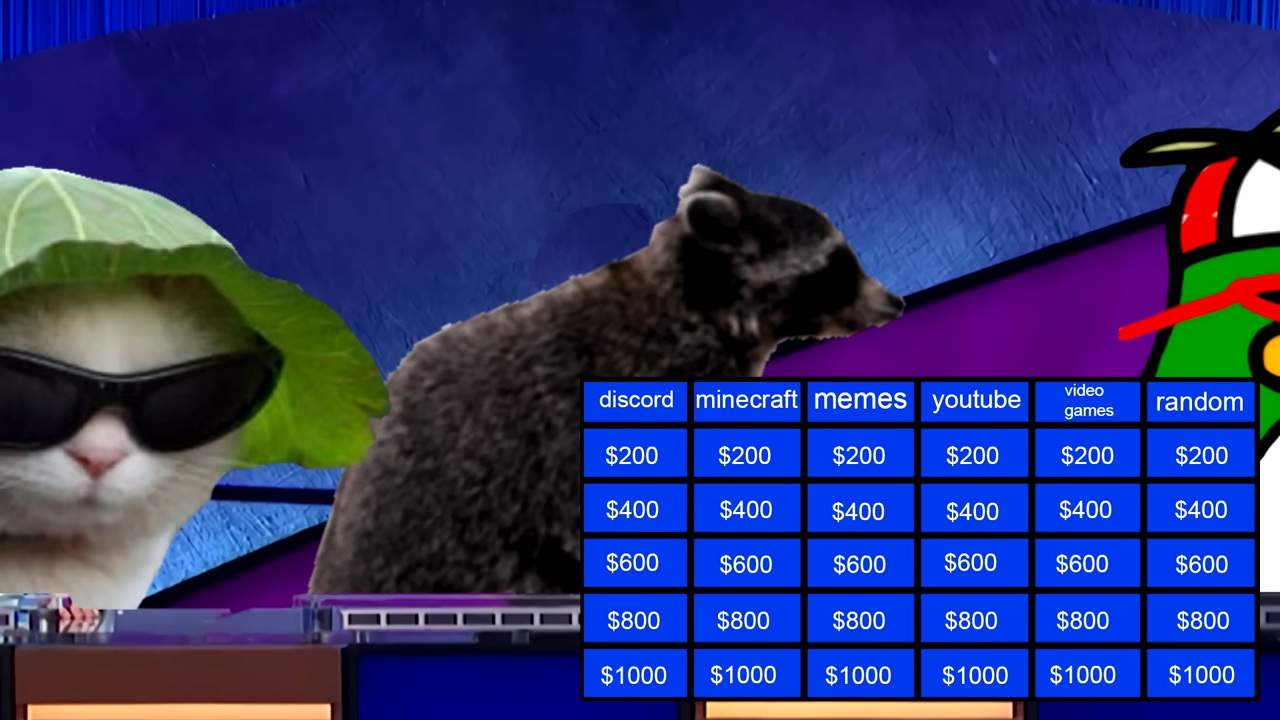 discord minecraft memes youtube video games random
$200 $200 $200 $200 $200 $200
$400 $400 $400 $400 $400 $400
$600 $600 $600 $600 $600 $600
$800 $800 $800 $800 $800 $800
$1000 $1000 $1000 $1000 $1000 $1000